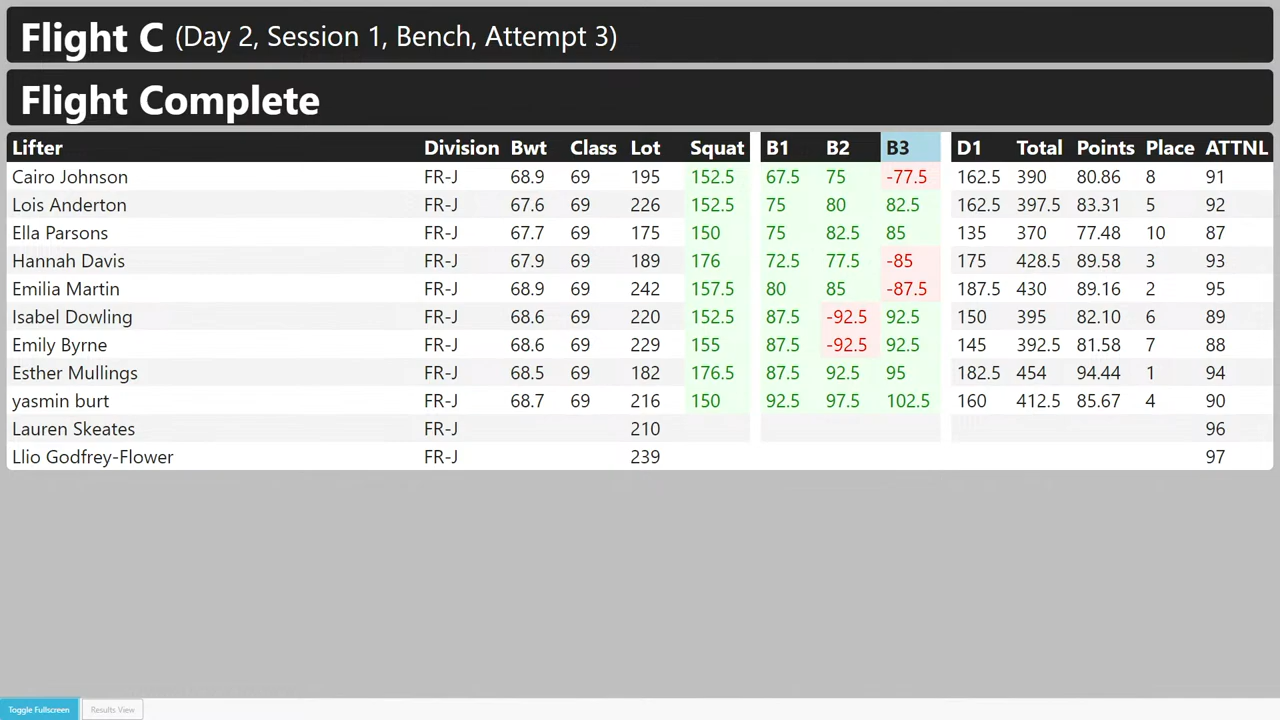 Flight C (Day 2, Session 1, Bench, Attempt 3)
Flight Complete
Lifter Division Bwt Class Lot Squat B1 B2 B3 D1 Total Points Place ATTNL
Cairo Johnson FR-J 68.9 69 195 152.5 67.5 75 -77.5 162.5 390 80.86 8 91
Lois Anderton FR-J 67.6 69 226 152.5 75 80 82.5 162.5 397.5 83.31 5 92
Ella Parsons FR-J 67.7 69 175 150 75 82.5 85 135 370 77.48 10 87
Hannah Davis FR-J 67.9 69 189 176 72.5 77.5 -85 175 428.5 89.58 3 93
Emilia Martin FR-J 68.9 69 242 157.5 80 85 -87.5 187.5 430 89.16 2 95
Isabel Dowling FR-J 68.6 69 220 152.5 87.5 -92.5 92.5 150 395 82.10 6 89
Emily Byrne FR-J 68.6 69 229 155 87.5 -92.5 92.5 145 392.5 81.58 7 88
Esther Mullings FR-J 68.5 69 182 176.5 87.5 92.5 95 182.5 454 94.44 1 94
yasmin burt FR-J 68.7 69 216 150 92.5 97.5 102.5 160 412.5 85.67 4 90
Lauren Skeates FR-J 210 96
Llio Godfrey-Flower FR-J 239 97
Toggle Fullscreen Results View